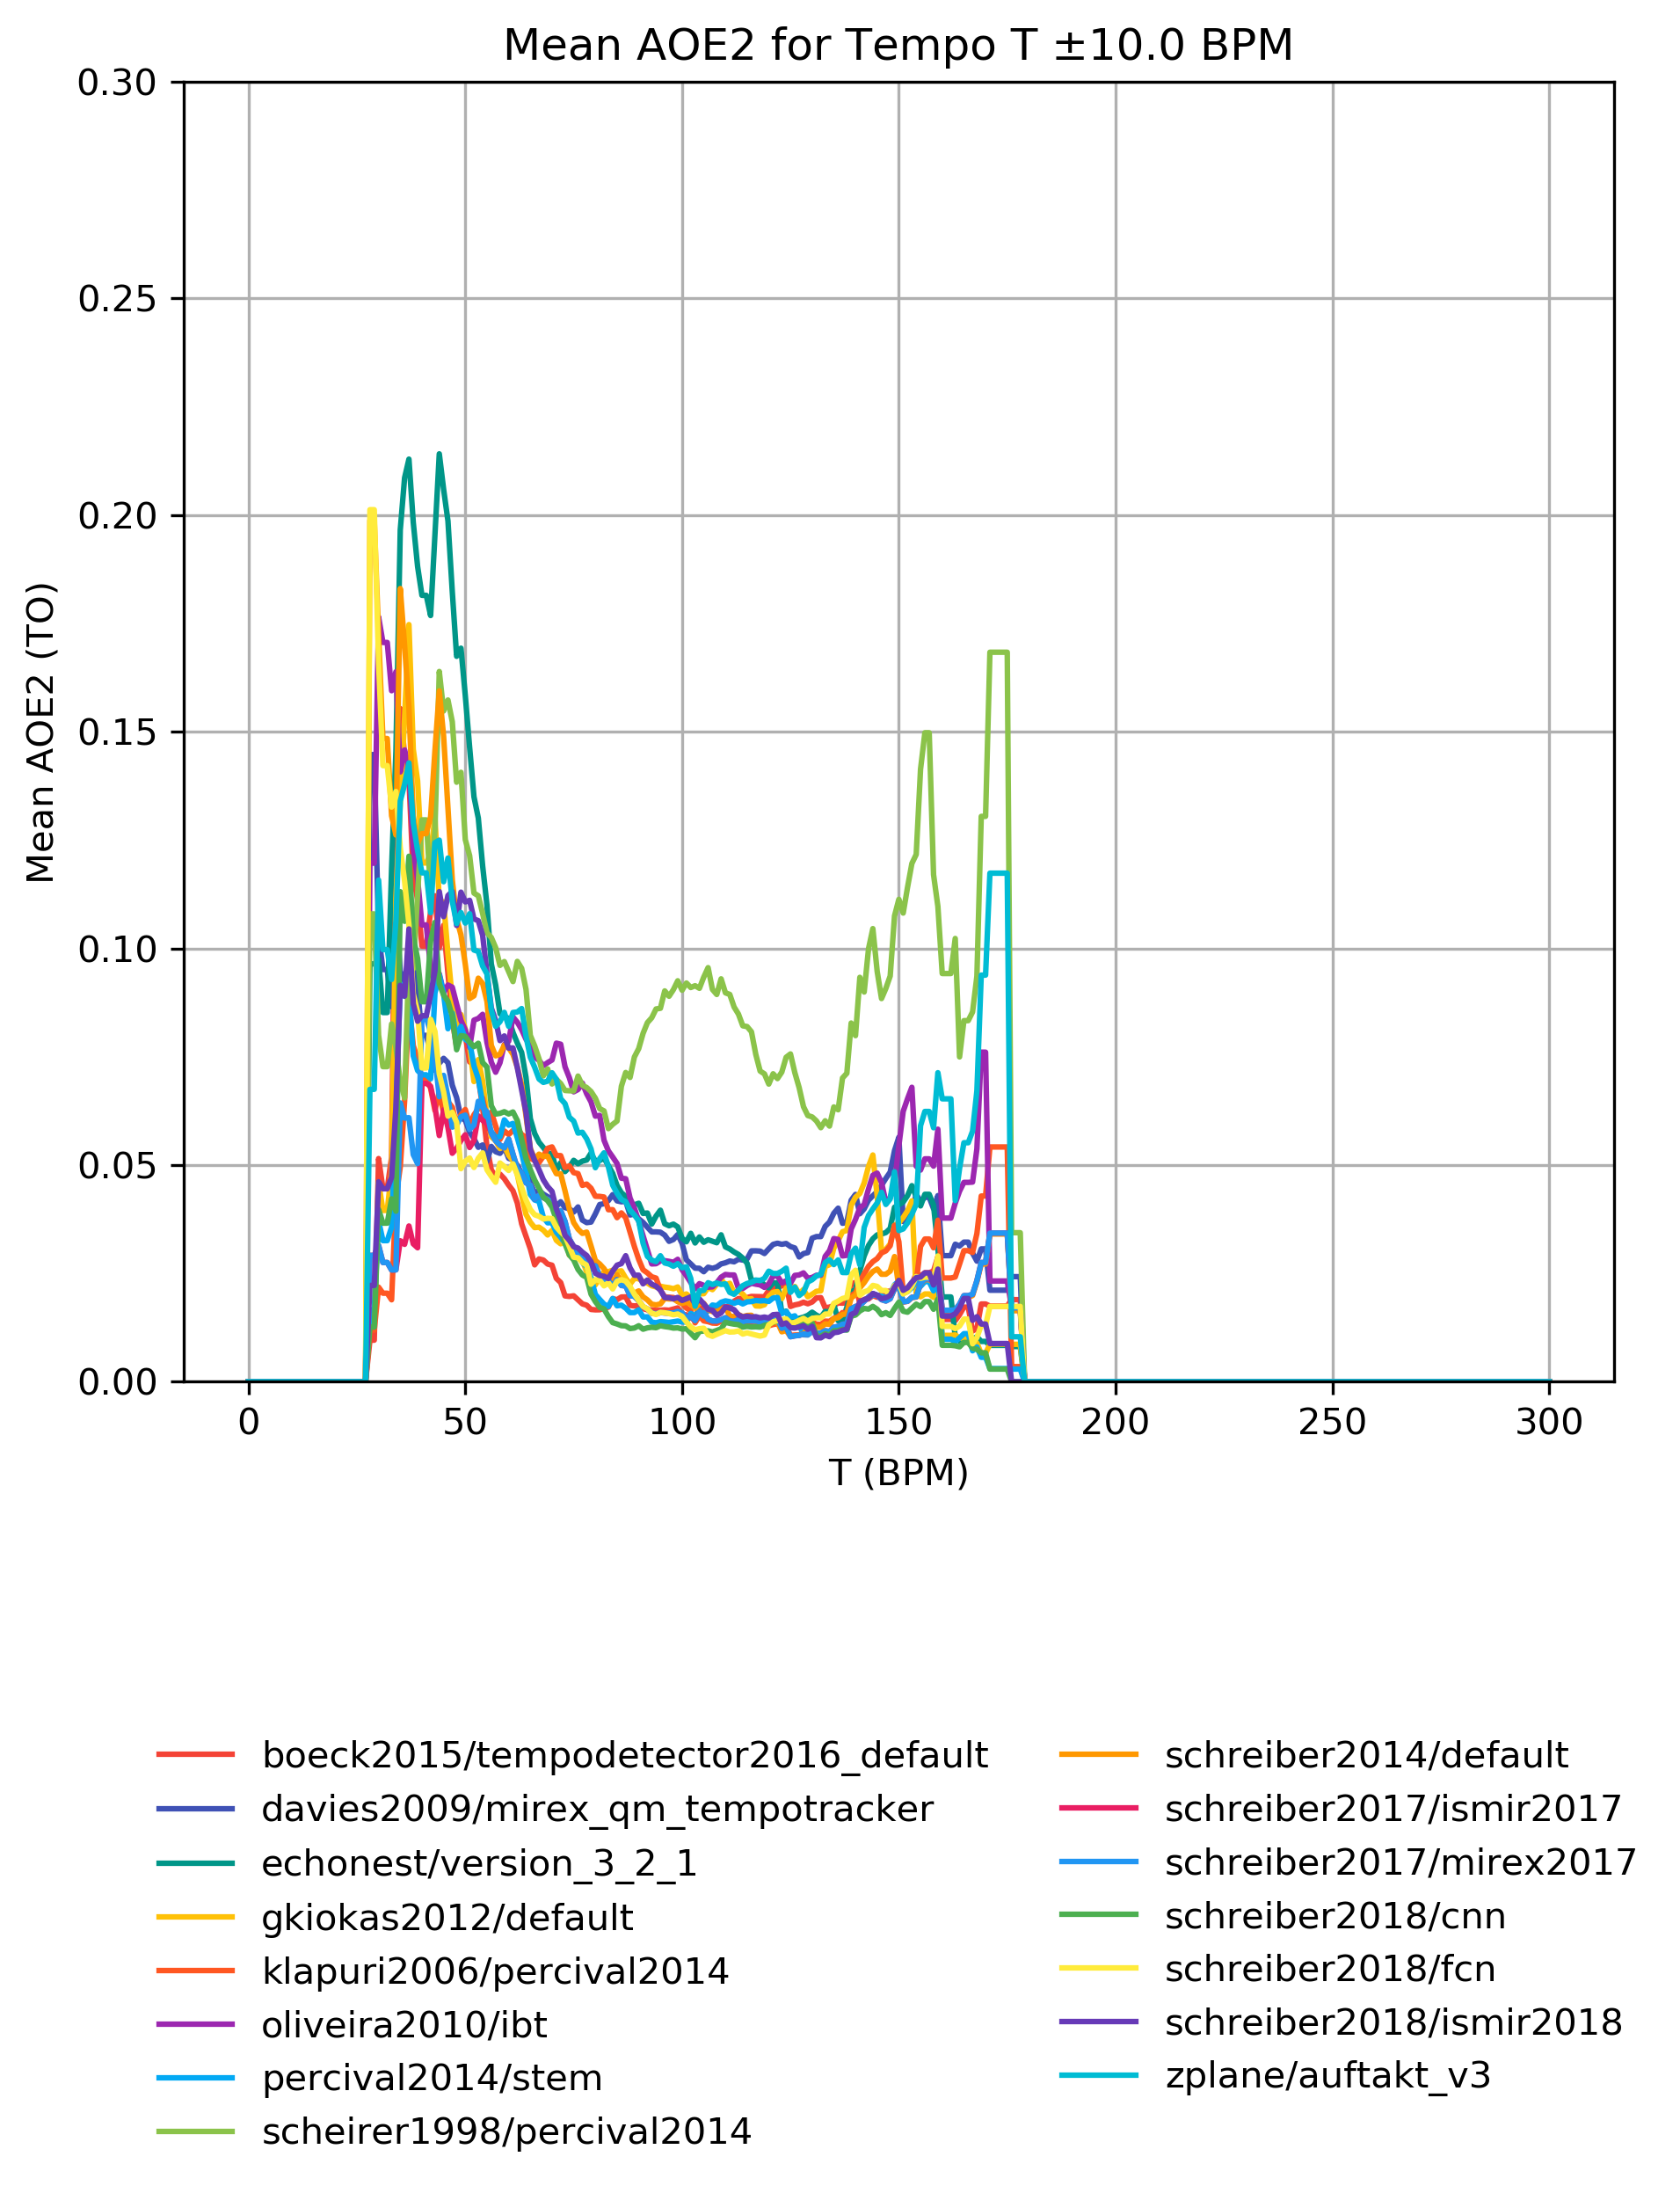 Mean AOE2 for Tempo T ±10.0 BPM
0.30
0.25
0.20
0.15
0.10
0.05
0.00
Mean AOE2 (TO)
0 50 100 150 200 250 300
T (BPM)
boeck2015/tempodetector2016_default
davies2009/mirex_qm_tempotracker
echonest/version_3_2_1
gkiokas2012/default
klapuri2006/percival2014
oliveira2010/ibt
percival2014/stem
scheirer1998/percival2014
schreiber2014/default
schreiber2017/ismir2017
schreiber2017/mirex2017
schreiber2018/cnn
schreiber2018/fcn
schreiber2018/ismir2018
zplane/auftakt_v3